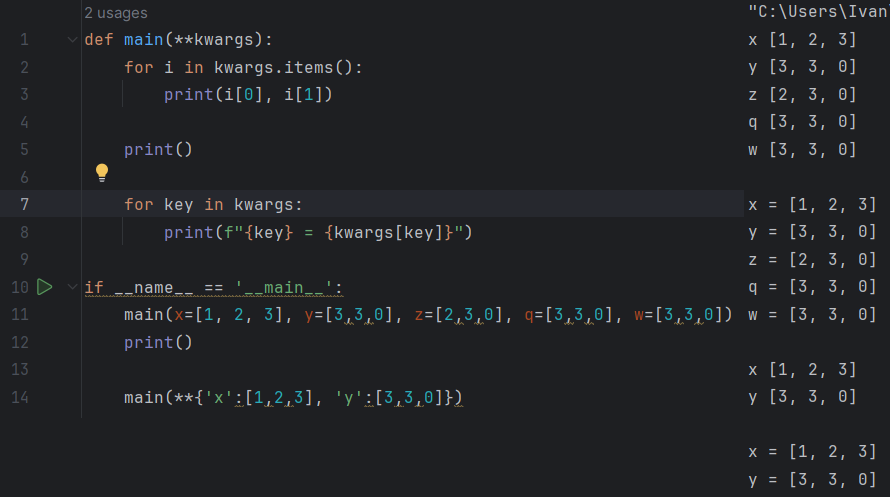 2 usages
1 def main(**kwargs):
2 for i in kwargs.items():
3 print(i[0], i[1])
4
5 print()
6
7 for key in kwargs:
8 print(f"{key} = {kwargs[key]}")
9
10 if __name__ == '__main__':
11 main(x=[1, 2, 3], y=[3,3,0], z=[2,3,0], q=[3,3,0], w=[3,3,0])
12 print()
13
14 main(**{'x':[1,2,3], 'y':[3,3,0]})
"C:\Users\Ivan
x [1, 2, 3]
y [3, 3, 0]
z [2, 3, 0]
q [3, 3, 0]
w [3, 3, 0]
x = [1, 2, 3]
y = [3, 3, 0]
z = [2, 3, 0]
q = [3, 3, 0]
w = [3, 3, 0]
x [1, 2, 3]
y [3, 3, 0]
x = [1, 2, 3]
y = [3, 3, 0]